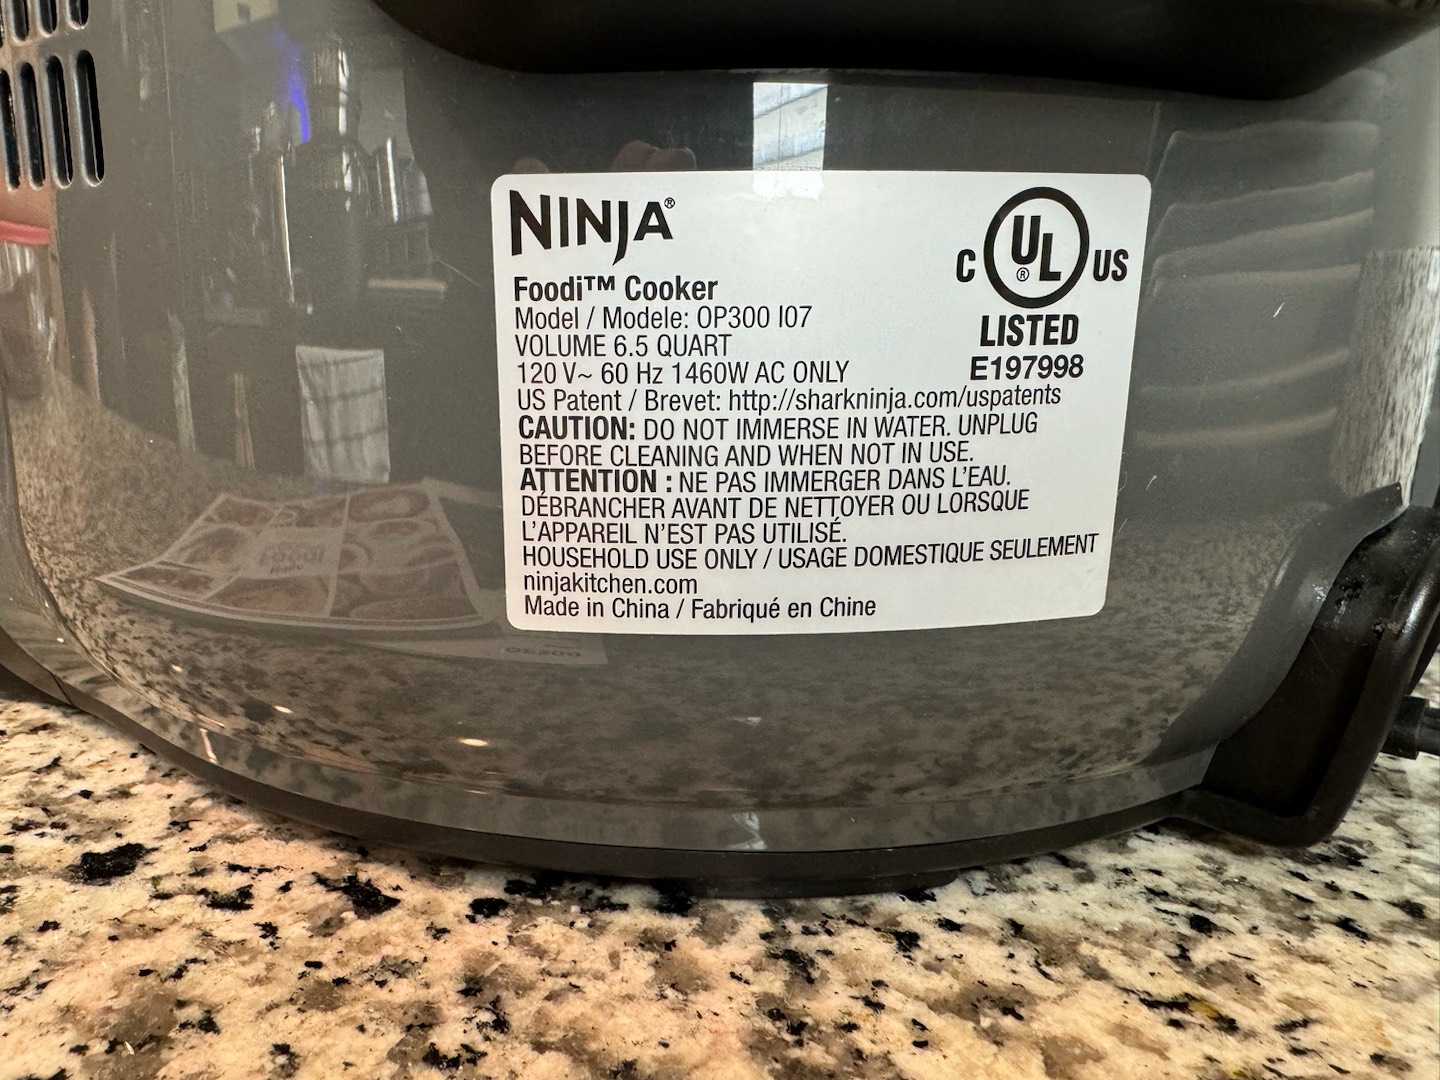 NINJA®
Foodi™ Cooker
Model / Modele: OP300 I07
VOLUME 6.5 QUART
120 V~ 60 Hz 1460W AC ONLY
US Patent / Brevet: http://sharkninja.com/uspatents
CAUTION: DO NOT IMMERSE IN WATER. UNPLUG
BEFORE CLEANING AND WHEN NOT IN USE.
ATTENTION : NE PAS IMMERGER DANS L'EAU.
DÉBRANCHER AVANT DE NETTOYER OU LORSQUE
L'APPAREIL N'EST PAS UTILISÉ.
HOUSEHOLD USE ONLY / USAGE DOMESTIQUE SEULEMENT
ninjakitchen.com
Made in China / Fabriqué en Chine
C UL® US
LISTED
E197998